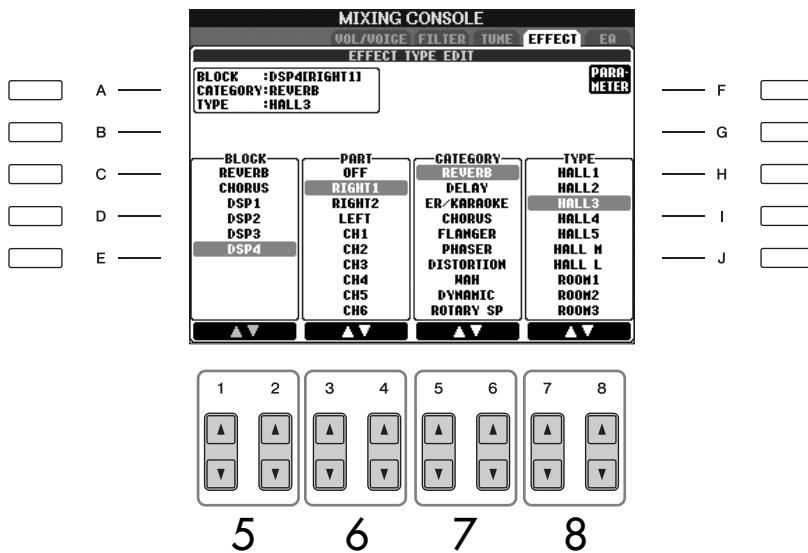 MIXING CONSOLE
VOL/VOICE FILTER TUNE EFFECT EQ
EFFECT TYPE EDIT
BLOCK :DSP4[RIGHT1]
CATEGORY:REVERB
TYPE :HALL3
PARA-
METER
A
B
C
D
E
F
G
H
I
J
BLOCK
REVERB
CHORUS
DSP1
DSP2
DSP3
DSP4
PART
OFF
RIGHT1
RIGHT2
LEFT
CH1
CH2
CH3
CH4
CH5
CH6
CATEGORY
REVERB
DELAY
ER/KARAOKE
CHORUS
FLANGER
PHASER
DISTORTION
WAH
DYNAMIC
ROTARY SP
TYPE
HALL1
HALL2
HALL3
HALL4
HALL5
HALL M
HALL L
ROOM1
ROOM2
ROOM3
1 2 3 4 5 6 7 8
5 6 7 8